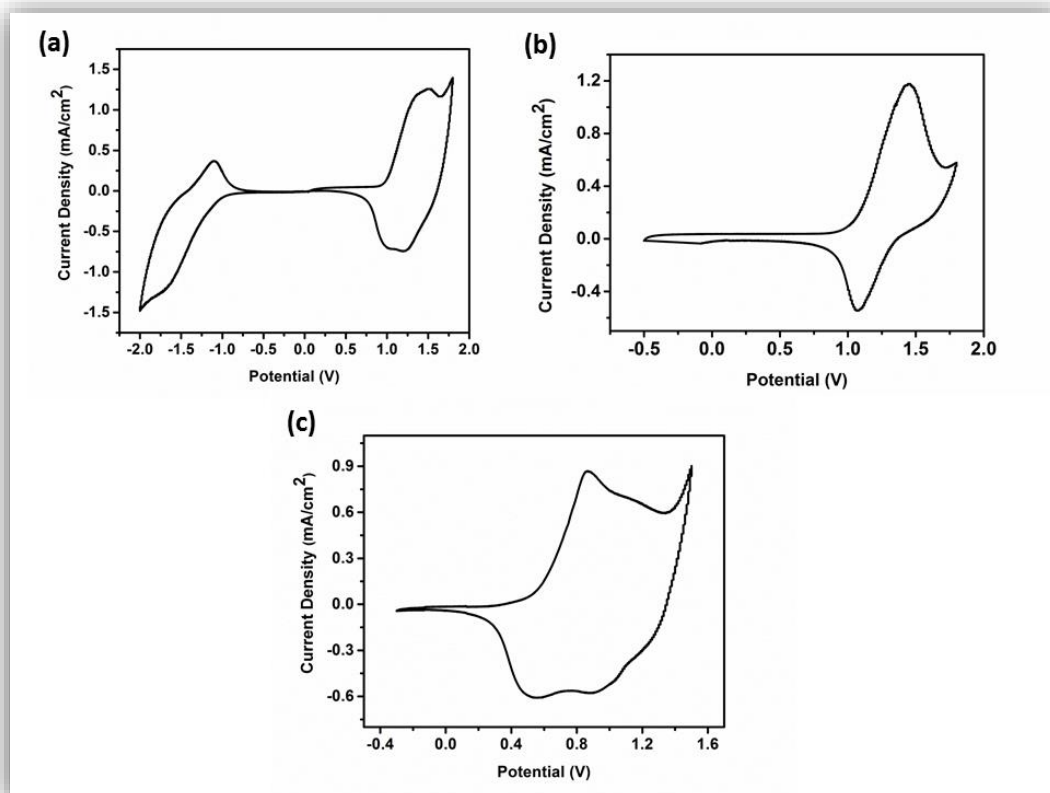 (a)
1.5
1.0
0.5
0.0
-0.5
-1.0
-1.5
Current Density (mA/cm²)
-2.0 -1.5 -1.0 -0.5 0.0 0.5 1.0 1.5 2.0
Potential (V)
(b)
1.2
0.8
0.4
0.0
-0.4
Current Density (mA/cm²)
-0.5 0.0 0.5 1.0 1.5 2.0
Potential (V)
(c)
0.9
0.6
0.3
0.0
-0.3
-0.6
Current Density (mA/cm²)
-0.4 0.0 0.4 0.8 1.2 1.6
Potential (V)